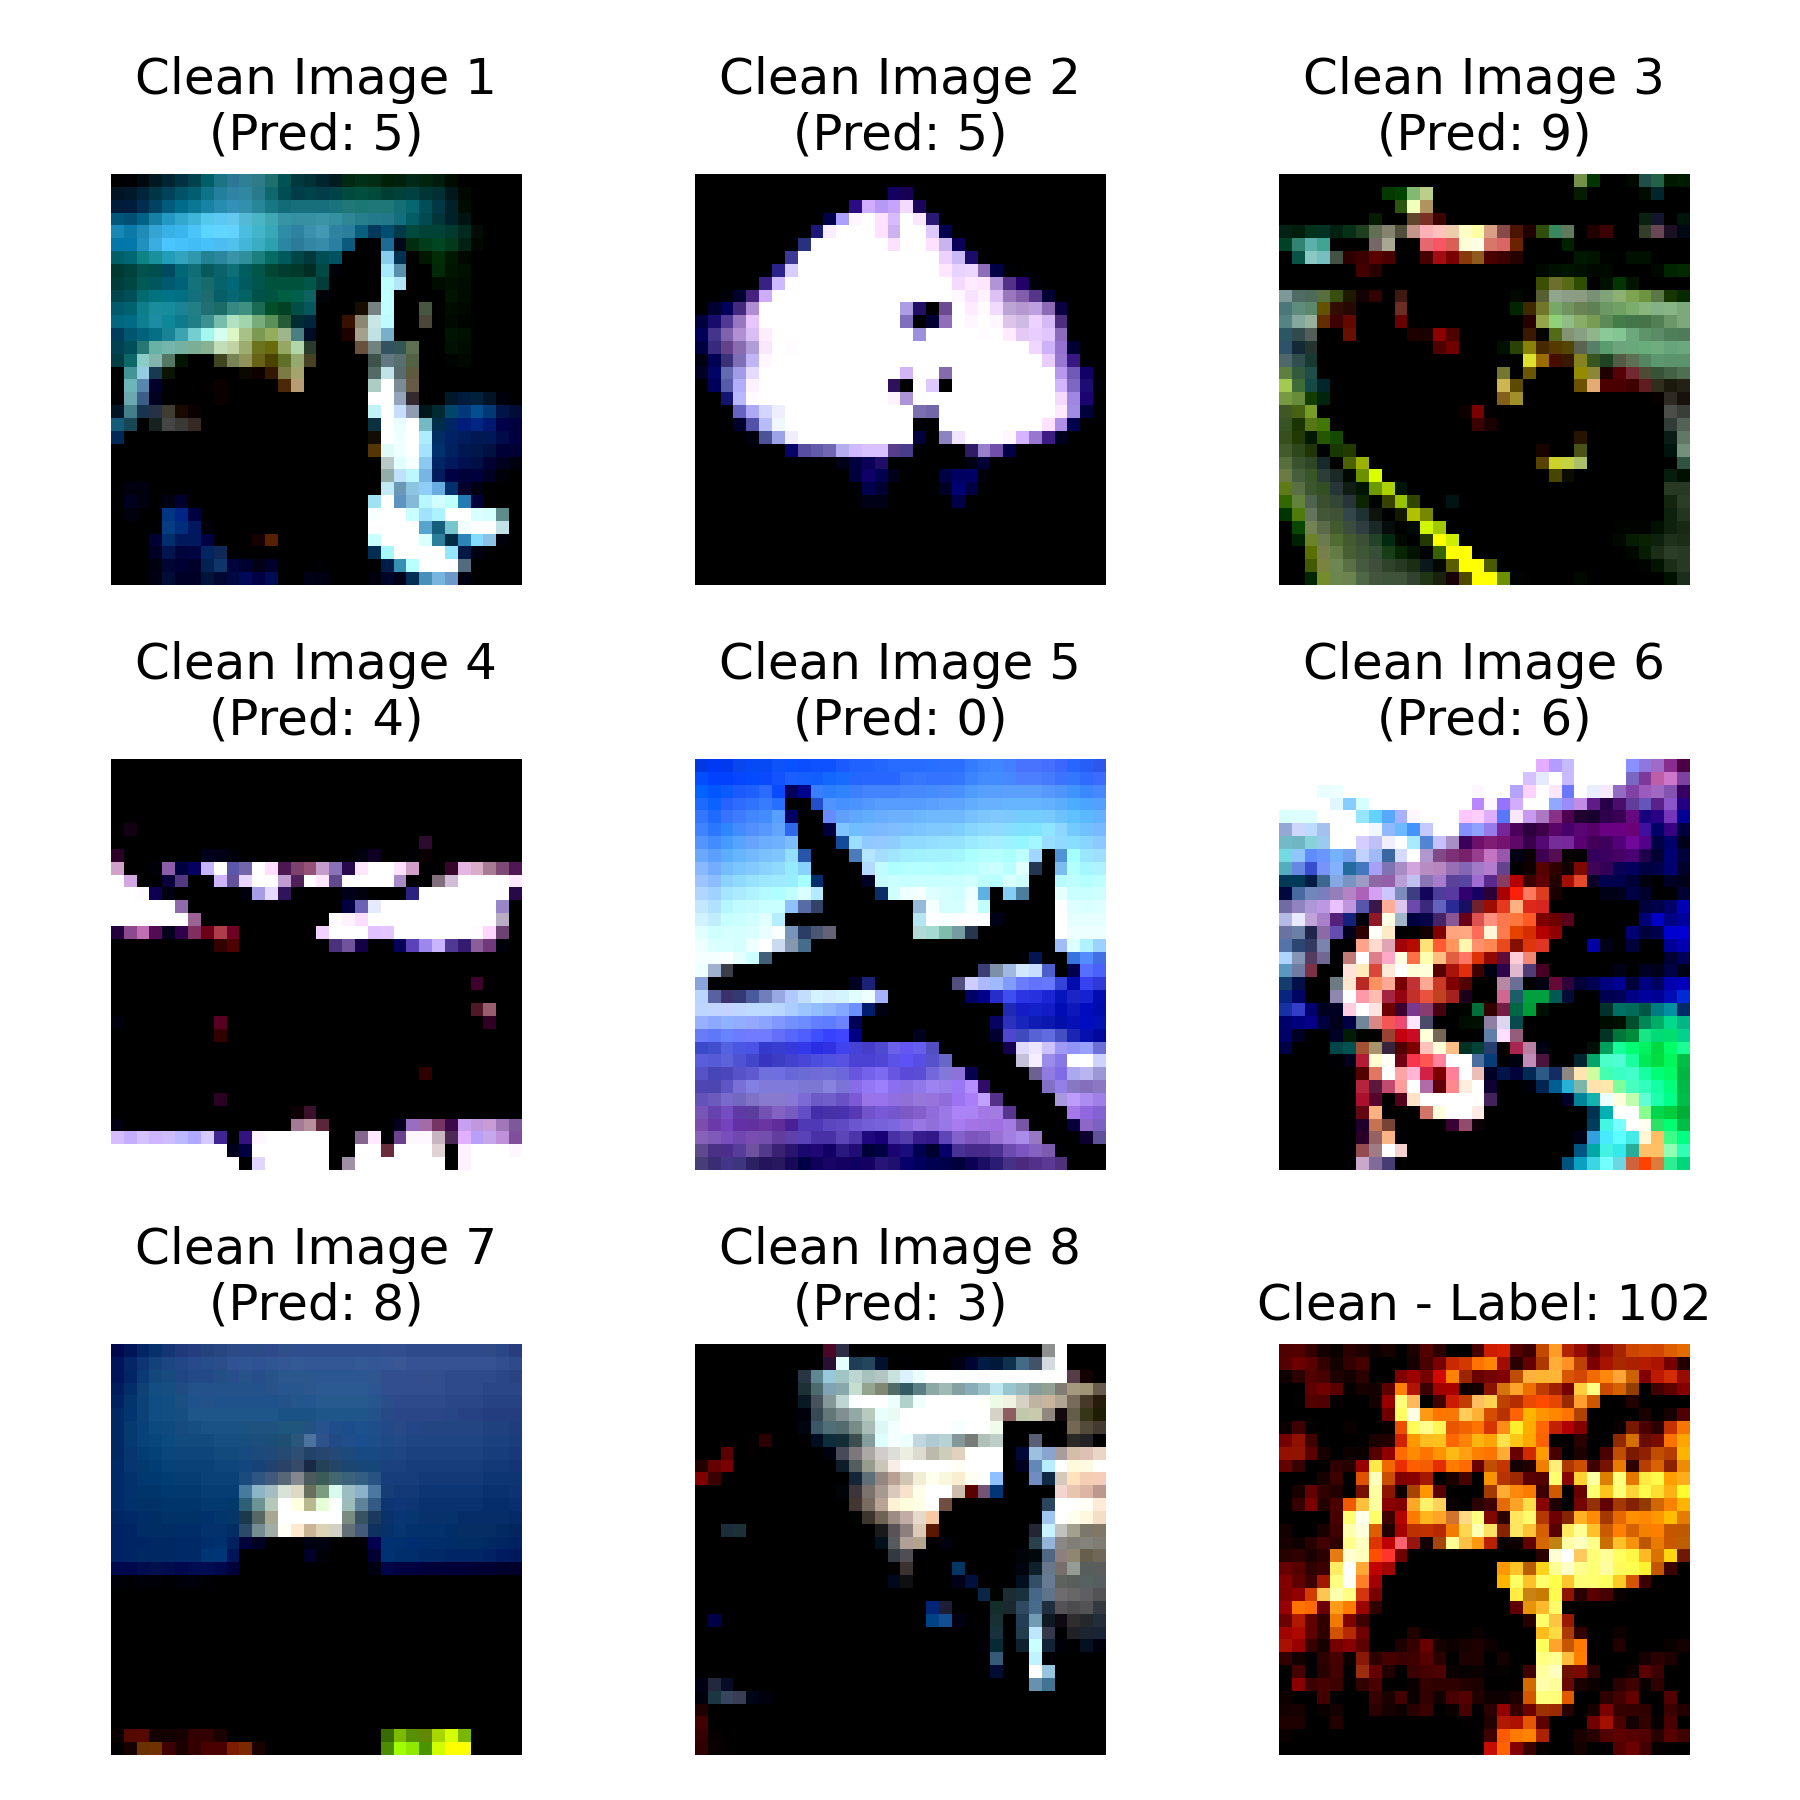 Clean Image 1
(Pred: 5)
Clean Image 2
(Pred: 5)
Clean Image 3
(Pred: 9)
Clean Image 4
(Pred: 4)
Clean Image 5
(Pred: 0)
Clean Image 6
(Pred: 6)
Clean Image 7
(Pred: 8)
Clean Image 8
(Pred: 3)
Clean - Label: 102